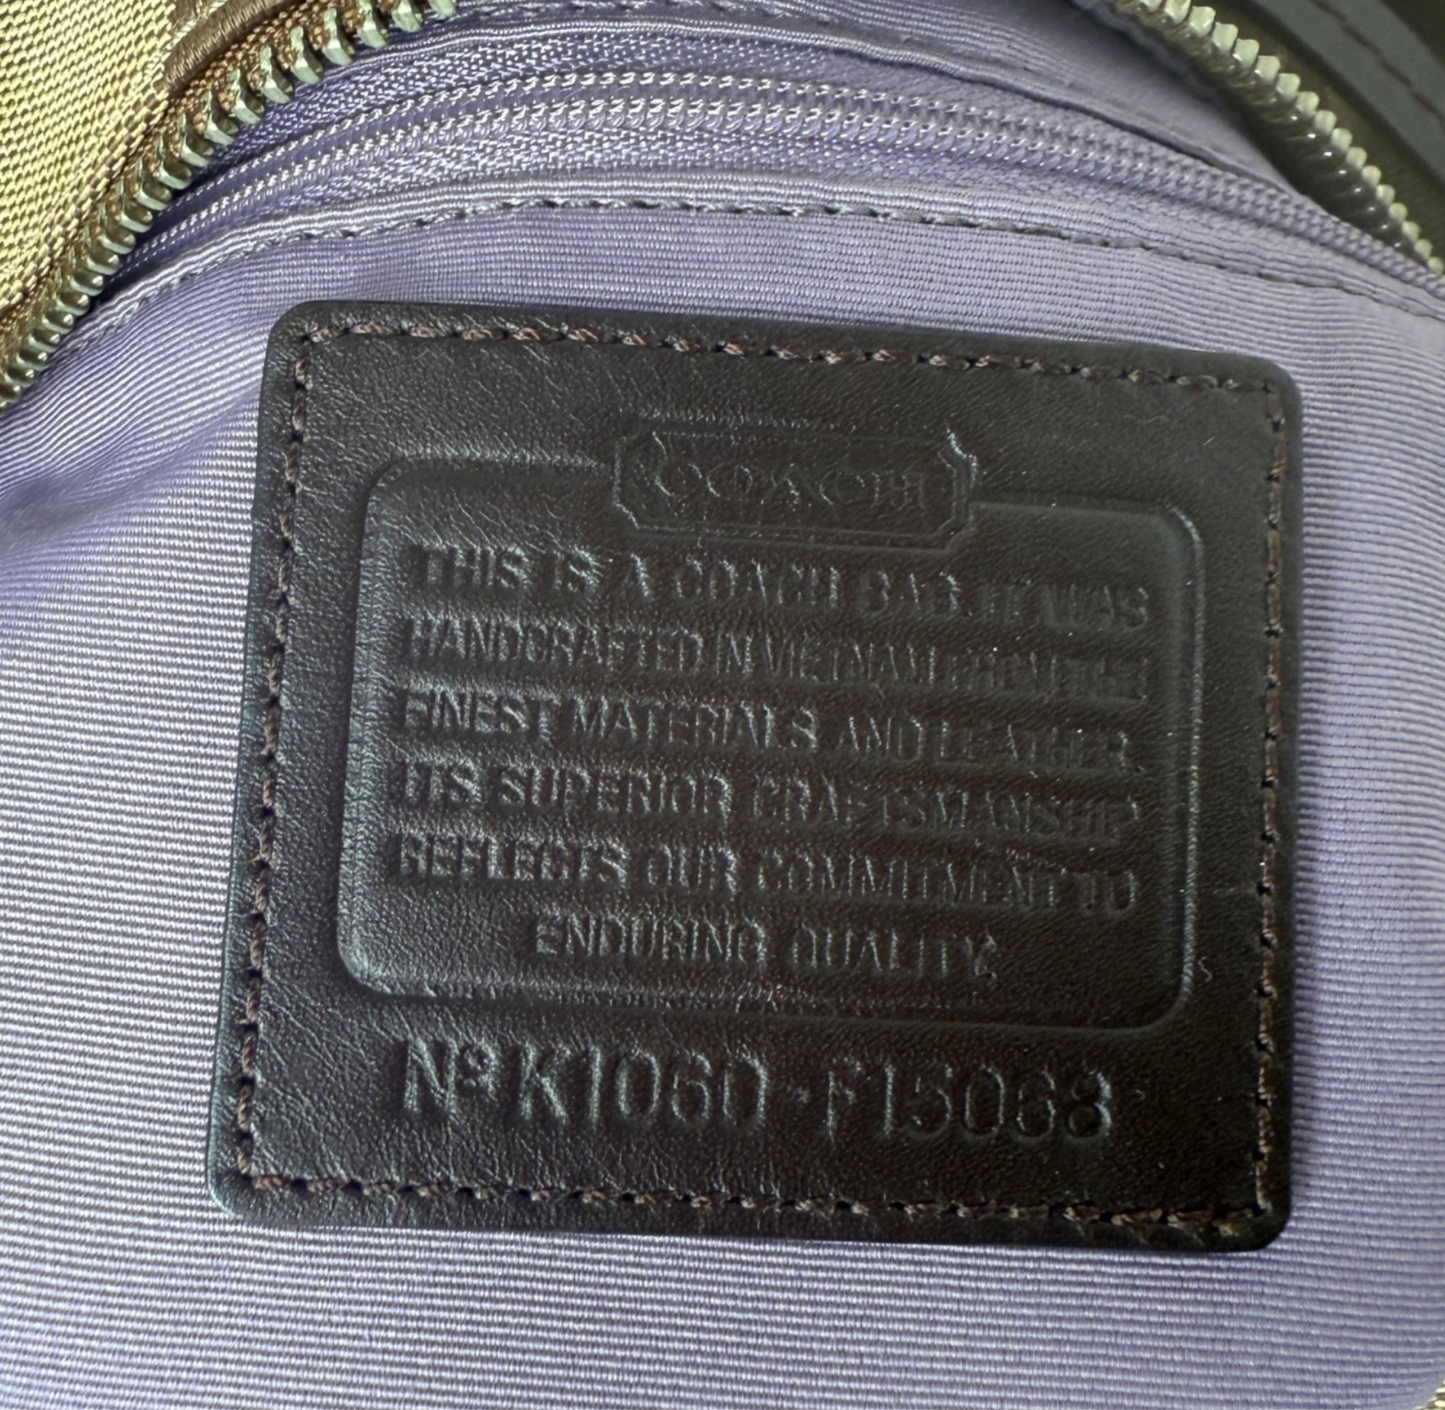 COACH
THIS IS A COACH BAG. IT WAS
HANDCRAFTED IN VIETNAM FROM THE
FINEST MATERIALS AND LEATHER.
ITS SUPERIOR CRAFTSMANSHIP
REFLECTS OUR COMMITMENT TO
ENDURING QUALITY.
Nº K1060-F15068